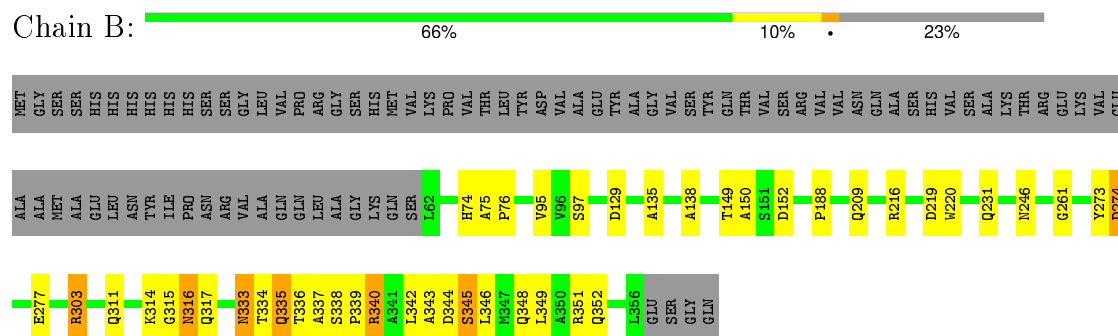 Chain B:
66% 10% • 23%
MET GLY SER SER HIS HIS HIS HIS HIS HIS SER SER GLY LEU VAL PRO ARG GLY SER HIS MET VAL LYS PRO VAL THR LEU TYR ASP VAL ALA GLU TYR ALA GLY VAL SER TYR GLN THR VAL SER ARG VAL VAL ASN GLN ALA SER HIS VAL SER ALA LYS THR ARG GLU LYS VAL GLU
ALA ALA MET ALA GLU LEU ASN TYR ILE PRO ASN ARG VAL ALA GLN GLN LEU ALA GLY LYS GLN SER L62 H74 A75 P76 V95 V96 S97 D129 A135 A138 T149 A150 S151 D152 P188 Q209 R216 D219 W220 Q231 N246 G261 Y273
E277 R303 Q311 K314 G315 N316 Q317 N333 T334 Q335 T336 A337 S338 P339 R340 A341 L342 A343 D344 S345 L346 M347 Q348 L349 A350 R351 Q352 L356 GLU SER GLY GLN